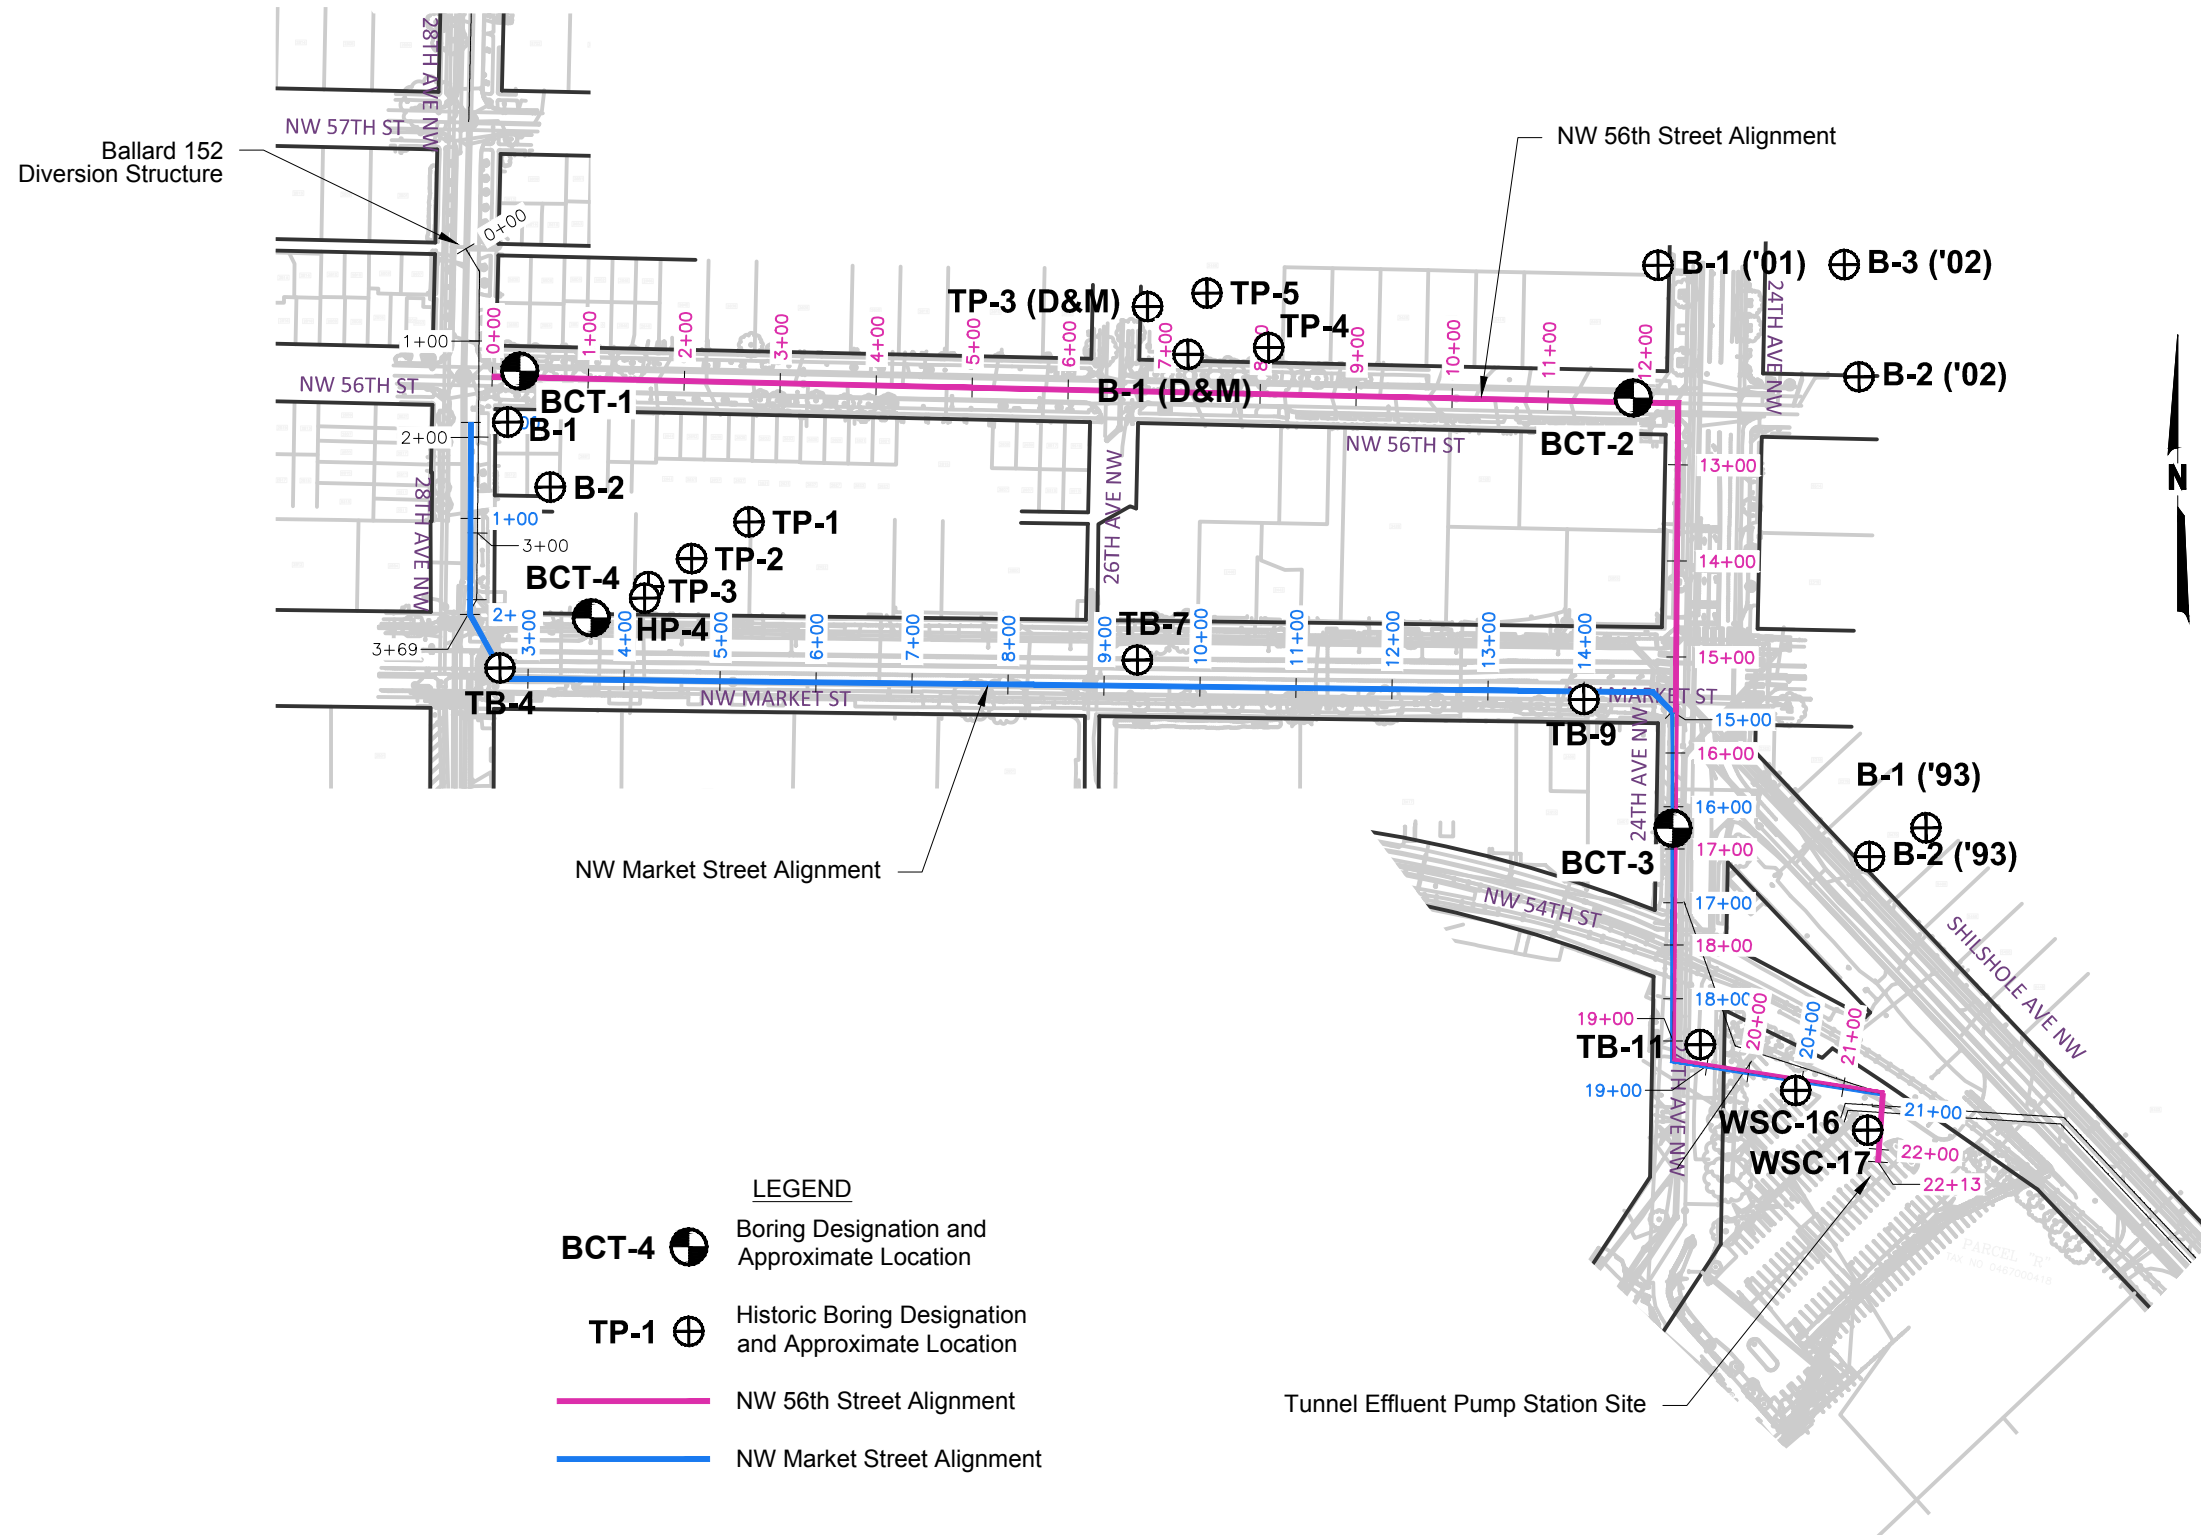 28TH AVE NW
NW 57TH ST
Ballard 152
Diversion Structure
0+00
NW 56th Street Alignment
B-1 ('01)
B-3 ('02)
24TH AVE NW
TP-3 (D&M)
TP-5
TP-4
B-2 ('02)
1+00
0+00
1+00
2+00
3+00
4+00
5+00
6+00
7+00
9+00
10+00
11+00
12+00
NW 56TH ST
BCT-1
B-1 (D&M)
B-1
2+00
NW 56TH ST
BCT-2
N
28TH AVE NW
B-2
26TH AVE NW
13+00
1+00
3+00
TP-1
TP-2
14+00
BCT-4
TP-3
HP-4
TB-7
3+00
4+00
5+00
6+00
7+00
8+00
9+00
10+00
11+00
12+00
13+00
14+00
3+69
15+00
TB-4
NW MARKET ST
MARKET ST
TB-9
15+00
16+00
24TH AVE NW
B-1 ('93)
16+00
BCT-3
17+00
B-2 ('93)
NW Market Street Alignment
NW 54TH ST
17+00
18+00
SHILSHOLE AVE NW
18+00
19+00
20+00
20+00
21+00
TB-11
19+00
WSC-16
21+00
WSC-17
22+00
22+13
PARCEL "R"
LEGEND
BCT-4
Boring Designation and
Approximate Location
TP-1
Historic Boring Designation
and Approximate Location
NW 56th Street Alignment
NW Market Street Alignment
Tunnel Effluent Pump Station Site